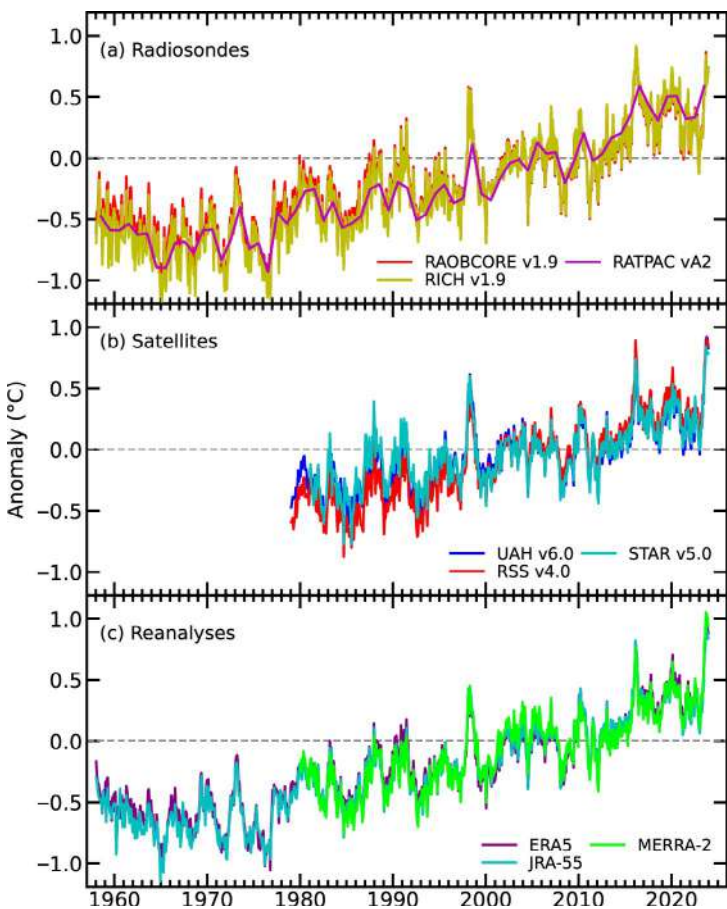 1.0
(a) Radiosondes
0.5
0.0
−0.5
RAOBCORE v1.9 RATPAC vA2
RICH v1.9
−1.0
1.0
(b) Satellites
0.5
0.0
Anomaly (°C)
−0.5
UAH v6.0 STAR v5.0
RSS v4.0
−1.0
1.0
(c) Reanalyses
0.5
0.0
−0.5
ERA5 MERRA-2
JRA-55
−1.0
1960 1970 1980 1990 2000 2010 2020